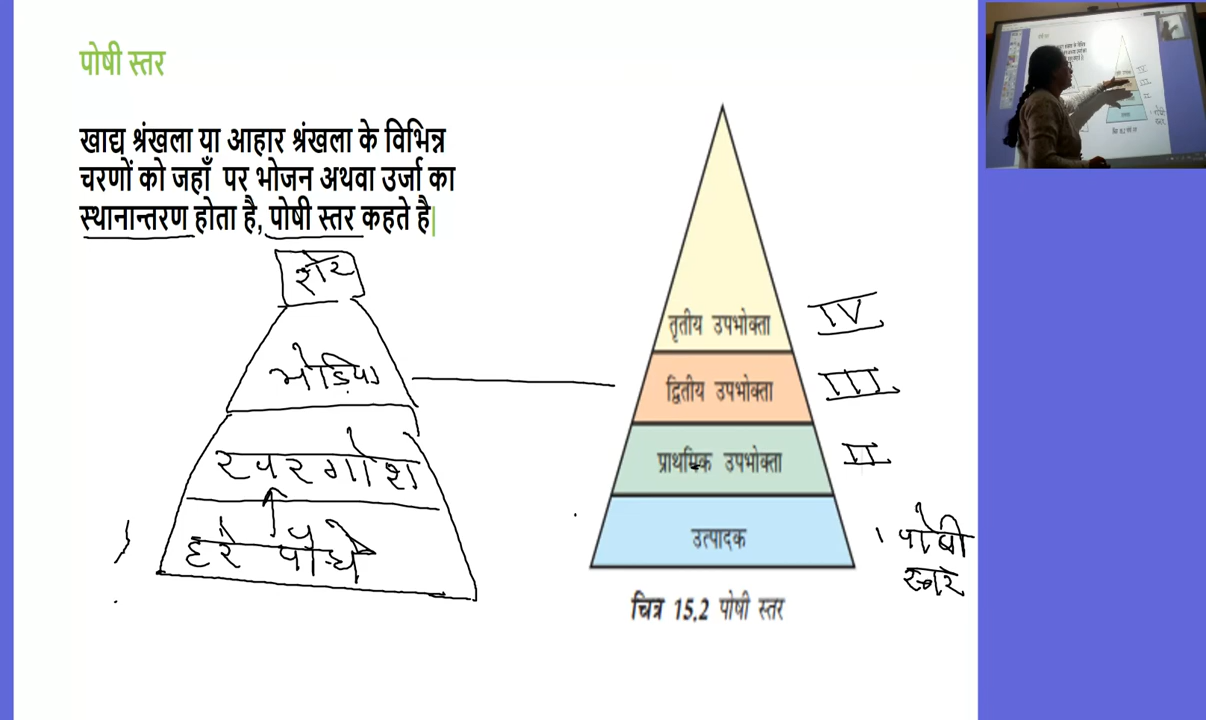 पोषी स्तर
खाद्य श्रंखला या आहार श्रंखला के विभिन्न
चरणों को जहाँ पर भोजन अथवा उर्जा का
स्थानान्तरण होता है, पोषी स्तर कहते है
शेर
भेड़िया
खरगोश
हरे पौधे
तृतीय उपभोक्ता IV
द्वितीय उपभोक्ता III
प्राथमिक उपभोक्ता II
उत्पादक
पोषी
स्तर
चित्र 15.2 पोषी स्तर